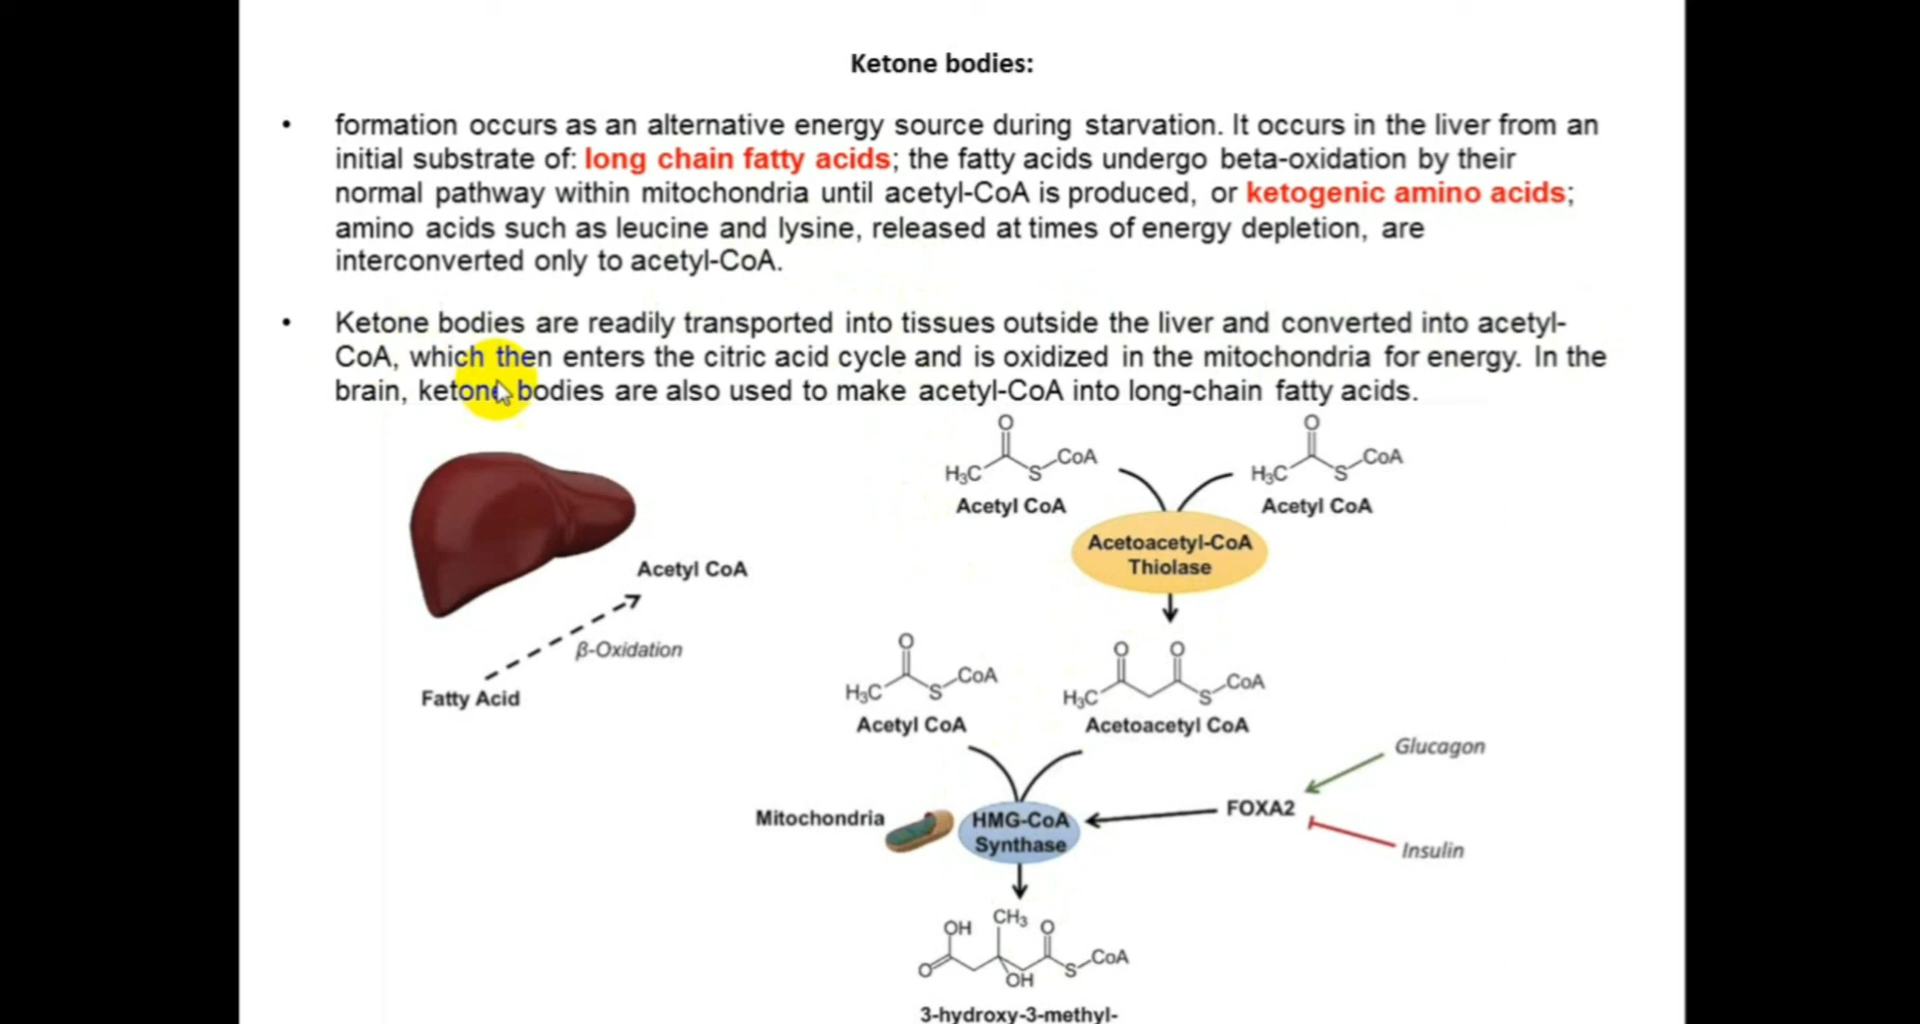 Ketone bodies:
• formation occurs as an alternative energy source during starvation. It occurs in the liver from an
initial substrate of: long chain fatty acids; the fatty acids undergo beta-oxidation by their
normal pathway within mitochondria until acetyl-CoA is produced, or ketogenic amino acids;
amino acids such as leucine and lysine, released at times of energy depletion, are
interconverted only to acetyl-CoA.
• Ketone bodies are readily transported into tissues outside the liver and converted into acetyl-
CoA, which then enters the citric acid cycle and is oxidized in the mitochondria for energy. In the
brain, ketone bodies are also used to make acetyl-CoA into long-chain fatty acids.
O O
H3C S CoA H3C S CoA
Acetyl CoA Acetyl CoA
Acetoacetyl-CoA
Thiolase
Acetyl CoA
β-Oxidation
Fatty Acid
O O O
H3C S CoA H3C S CoA
Acetyl CoA Acetoacetyl CoA
Glucagon
Mitochondria HMG-CoA FOXA2
Synthase Insulin
OH CH3 O
O OH S CoA
3-hydroxy-3-methyl-